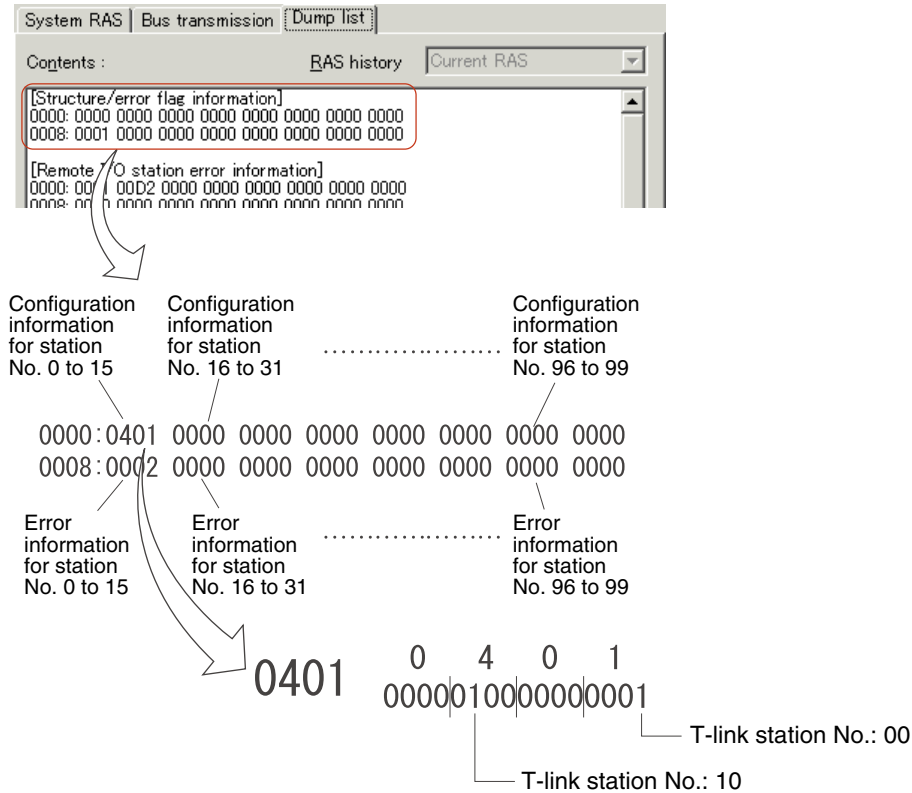 System RAS Bus transmission Dump list
Contents : RAS history Current RAS
[Structure/error flag information]
0000: 0000 0000 0000 0000 0000 0000 0000 0000
0008: 0001 0000 0000 0000 0000 0000 0000 0000
[Remote I/O station error information]
0000: 0001 00D2 0000 0000 0000 0000 0000 0000
0008: 0000 0000 0000 0000 0000 0000 0000
Configuration information for station No. 0 to 15
Configuration information for station No. 16 to 31
Configuration information for station No. 96 to 99
0000:0401 0000 0000 0000 0000 0000 0000 0000
0008:0002 0000 0000 0000 0000 0000 0000 0000
Error information for station No. 0 to 15
Error information for station No. 16 to 31
Error information for station No. 96 to 99
0401
0 4 0 1
0000 0100 0000 0001
T-link station No.: 00
T-link station No.: 10